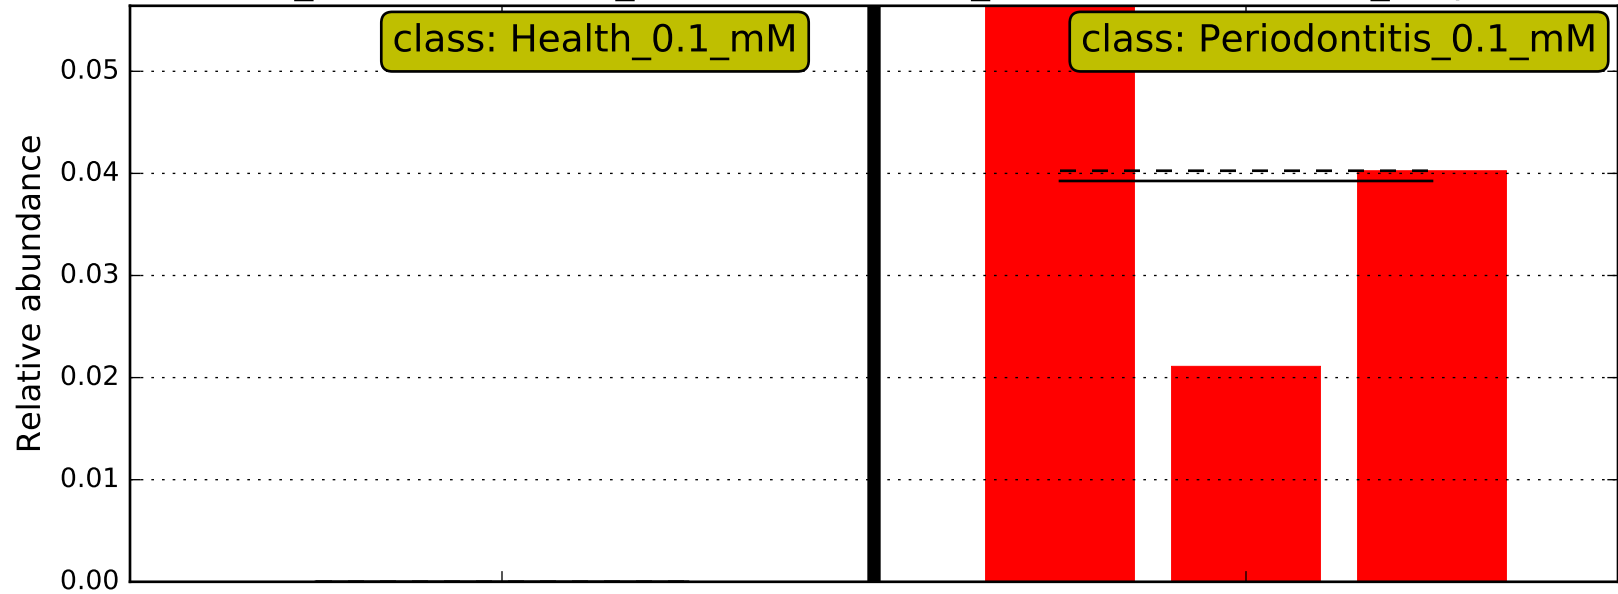 class: Health_0.1_mM
class: Periodontitis_0.1_mM
0.05
0.04
0.03
0.02
0.01
0.00
Relative abundance